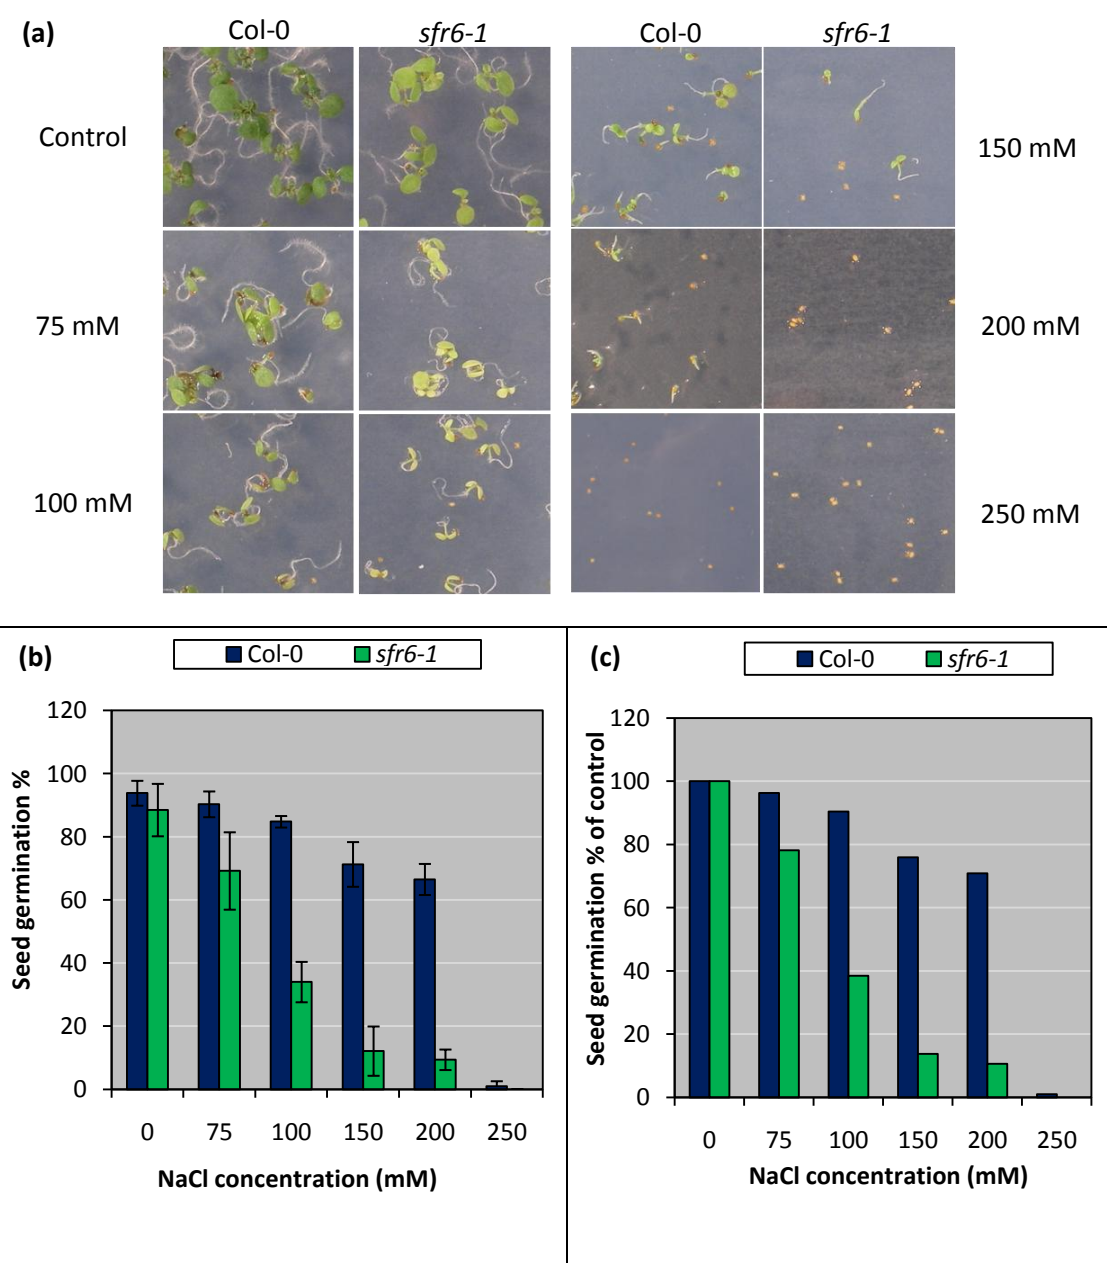 (a)
Col-0
sfr6-1
Col-0
sfr6-1
Control
150 mM
75 mM
200 mM
100 mM
250 mM
(b)
Col-0 sfr6-1
120
100
80
60
40
20
0
Seed germination %
0 75 100 150 200 250
NaCl concentration (mM)
(c)
Col-0 sfr6-1
120
100
80
60
40
20
0
Seed germination % of control
0 75 100 150 200 250
NaCl concentration (mM)